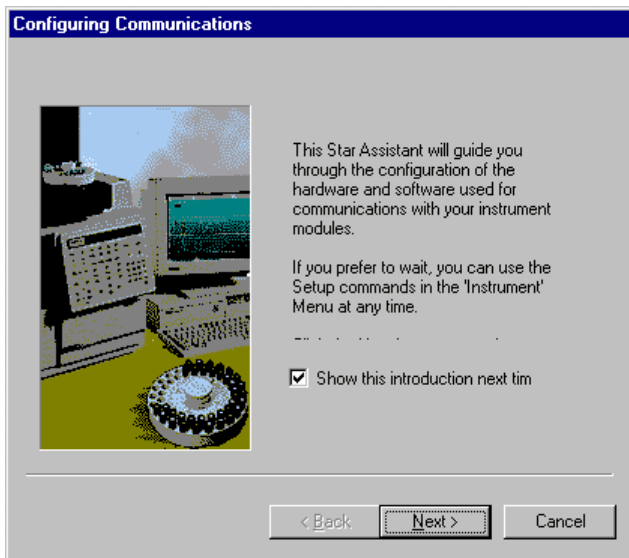 Configuring Communications
This Star Assistant will guide you
through the configuration of the
hardware and software used for
communications with your instrument
modules.
If you prefer to wait, you can use the
Setup commands in the 'Instrument'
Menu at any time.
Show this introduction next tim
< Back
Next >
Cancel